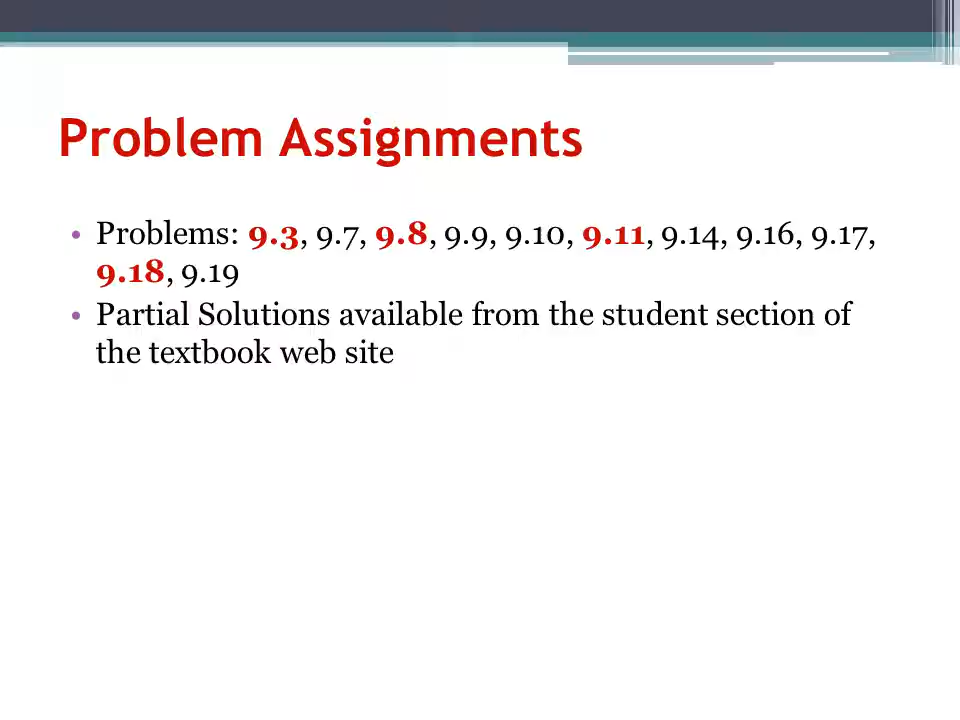 Problem Assignments
• Problems: 9.3, 9.7, 9.8, 9.9, 9.10, 9.11, 9.14, 9.16, 9.17,
9.18, 9.19
• Partial Solutions available from the student section of
the textbook web site